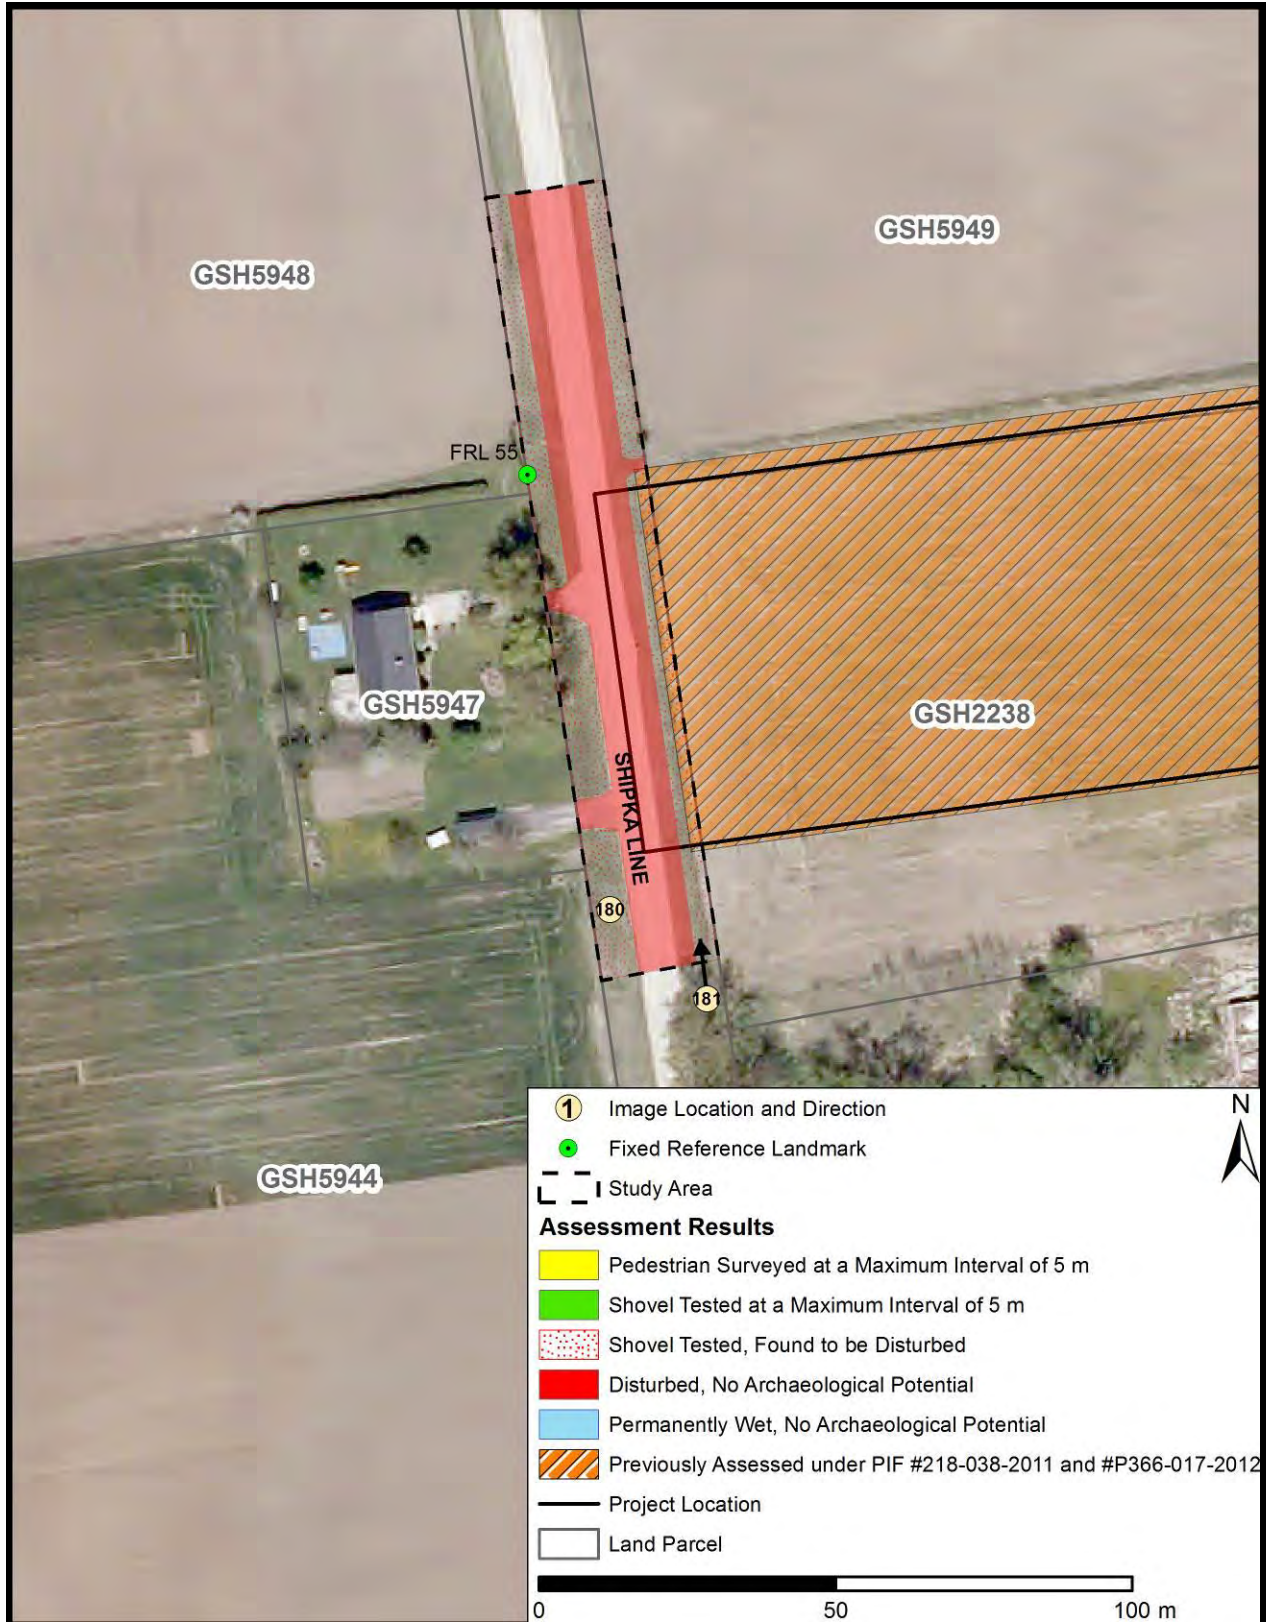 GSH5949
GSH5948
FRL 55
GSH5947
GSH2238
SHIPKA LINE
180
181
GSH5944
1 Image Location and Direction
N
Fixed Reference Landmark
Study Area
Assessment Results
Pedestrian Surveyed at a Maximum Interval of 5 m
Shovel Tested at a Maximum Interval of 5 m
Shovel Tested, Found to be Disturbed
Disturbed, No Archaeological Potential
Permanently Wet, No Archaeological Potential
Previously Assessed under PIF #218-038-2011 and #P366-017-2012
Project Location
Land Parcel
0 50 100 m